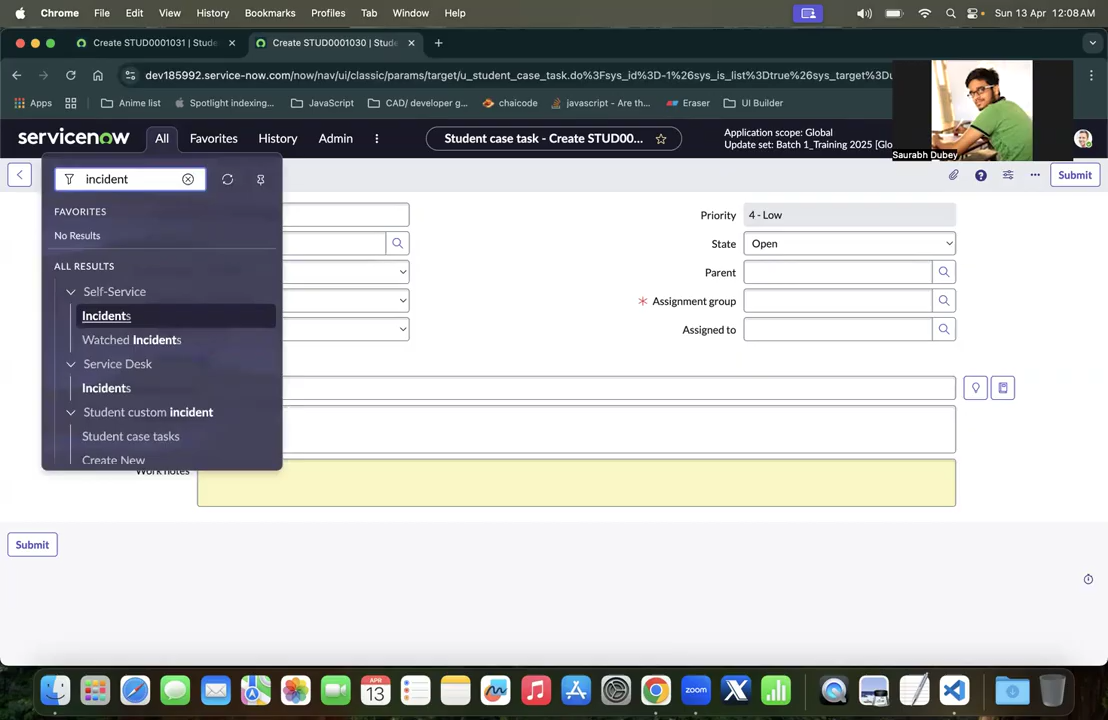 Chrome File Edit View History Bookmarks Profiles Tab Window Help Sun 13 Apr 12:08 AM
Create STUD0001031 | Stude Create STUD0001030 | Stude
dev185992.service-now.com/now/nav/ui/classic/params/target/u_student_case_task.do%3Fsys_id%3D-1%26sys_is_list%3Dtrue%26sys_target%3Du
Apps Anime list Spotlight indexing... JavaScript CAD/ developer g... chaicode javascript - Are th... Eraser UI Builder
servicenow All Favorites History Admin Student case task - Create STUD00...
Application scope: Global
Update set: Batch 1_Training 2025 [Glo
Saurabh Dubey
incident
Submit
FAVORITES
No Results
ALL RESULTS
Self-Service
Incidents
Watched Incidents
Service Desk
Incidents
Student custom incident
Student case tasks
Create New
Priority 4 - Low
State Open
Parent
* Assignment group
Assigned to
Work notes
Submit
APR
13
zoom